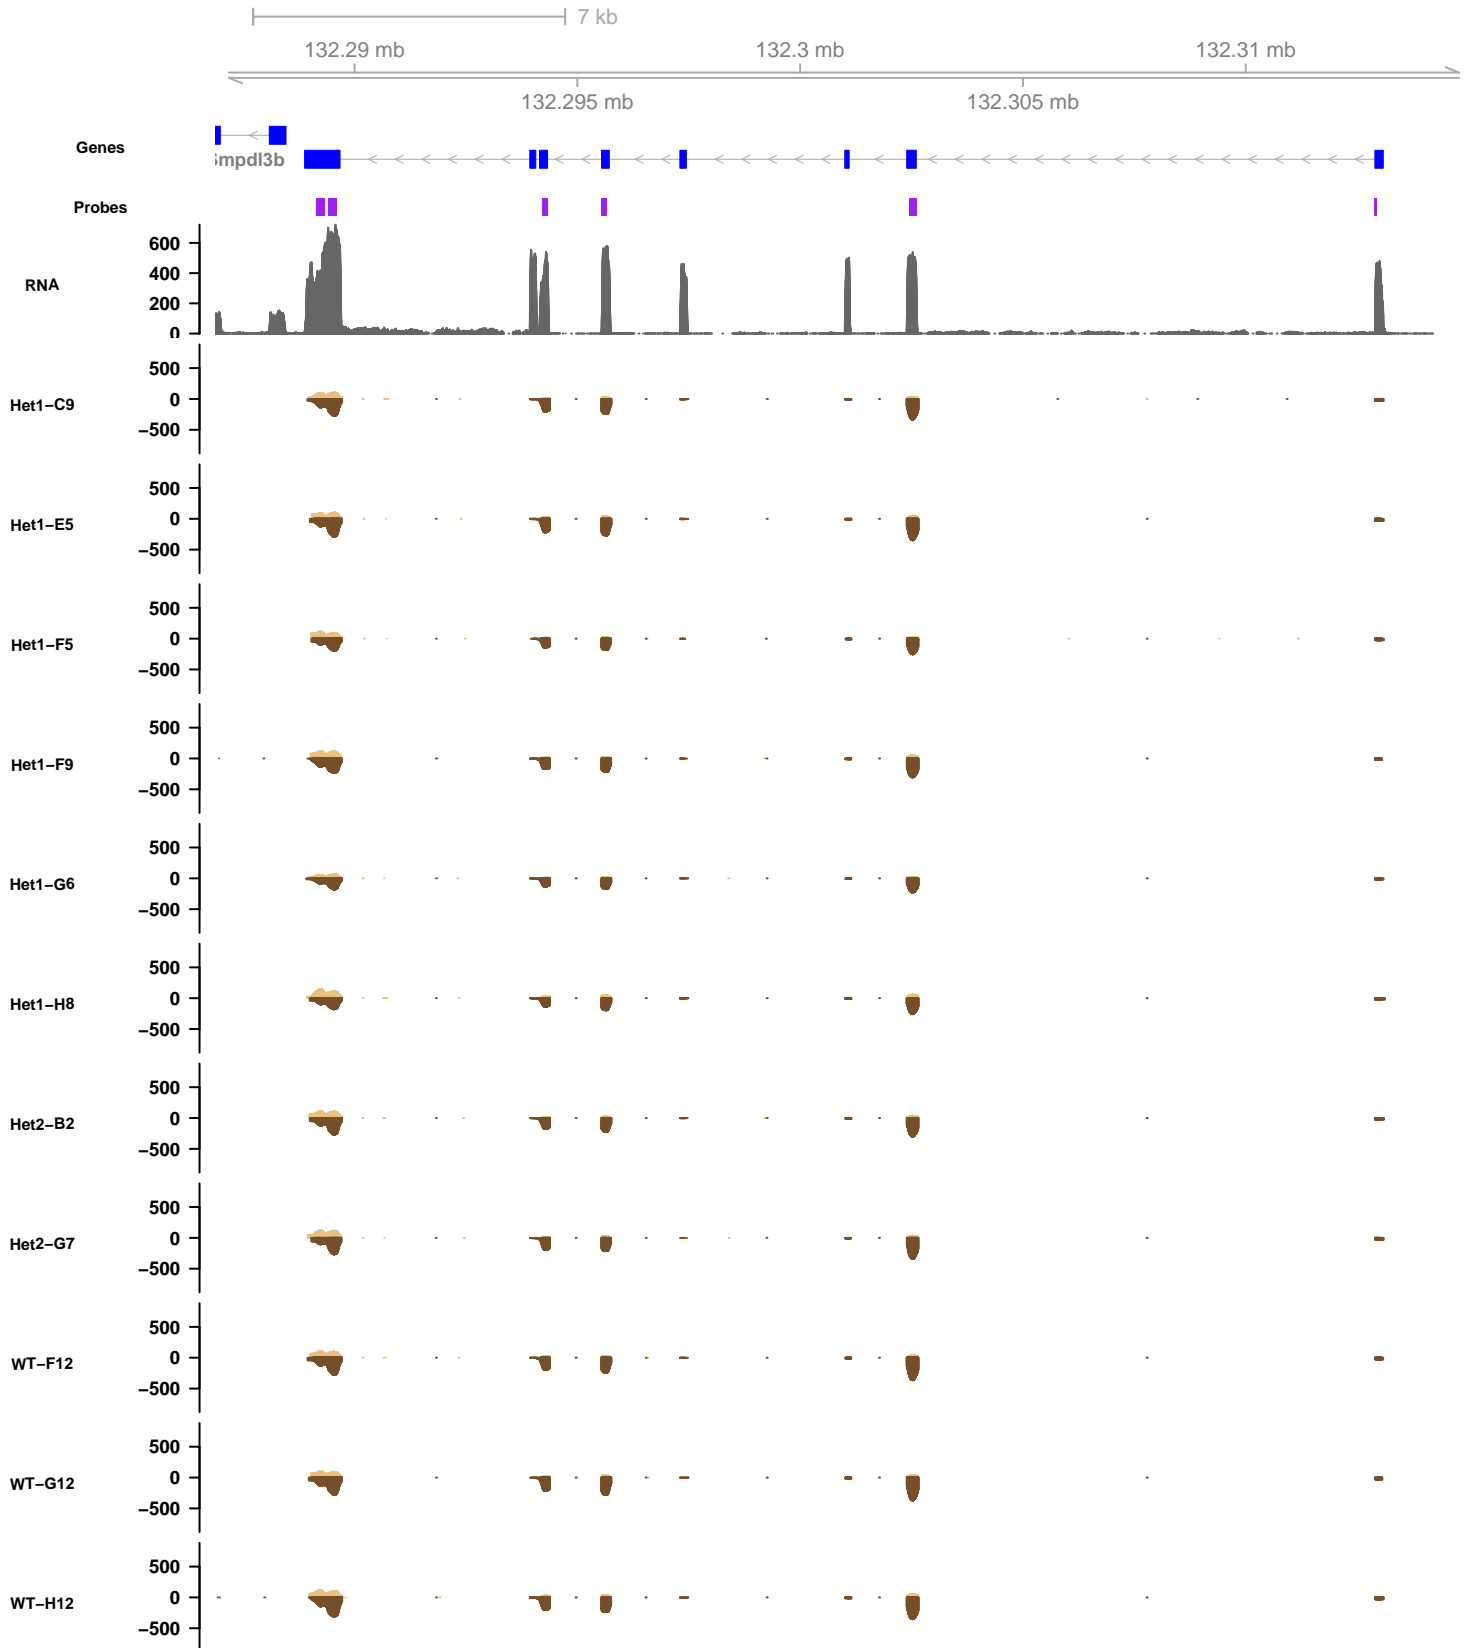 7 kb
132.29 mb 132.3 mb 132.31 mb
132.295 mb 132.305 mb
Genes
Smpdl3b
Probes
600
400
RNA
200
0
500
Het1−C9 0
−500
500
Het1−E5 0
−500
500
Het1−F5 0
−500
500
Het1−F9 0
−500
500
Het1−G6 0
−500
500
Het1−H8 0
−500
500
Het2−B2 0
−500
500
Het2−G7 0
−500
500
WT−F12 0
−500
500
WT−G12 0
−500
500
WT−H12 0
−500